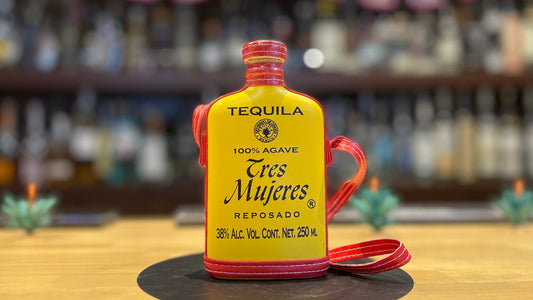 TEQUILA
100% AGAVE
Tres
Mujeres
®
REPOSADO
38% ALC. VOL. CONT. NET. 250 ML